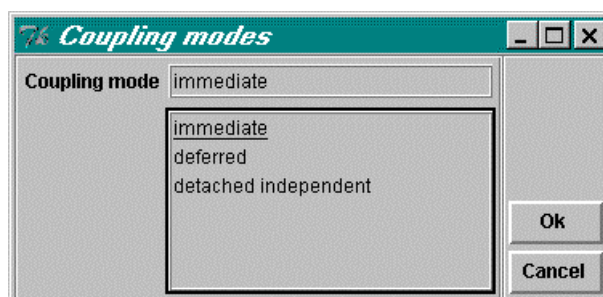 Coupling modes
Coupling mode immediate
immediate
deferred
detached independent
Ok
Cancel